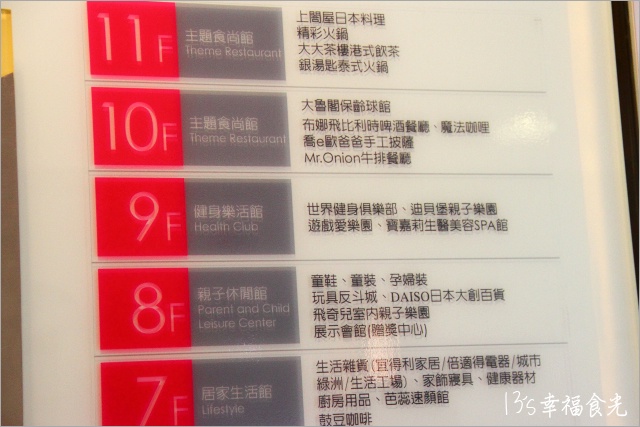 11F
主題食尚館
Theme Restaurant
上閤屋日本料理
精彩火鍋
大大茶樓港式飲茶
銀湯匙泰式火鍋
10F
主題食尚館
Theme Restaurant
大魯閣保齡球館
布娜飛比利時啤酒餐廳、魔法咖哩
喬e歐爸爸手工披薩
Mr.Onion牛排餐廳
9F
健身樂活館
Health Club
世界健身俱樂部、迪貝堡親子樂園
遊戲愛樂園、寶嘉莉生醫美容SPA館
8F
親子休閒館
Parent and Child
Leisure Center
童鞋、童裝、孕婦裝
玩具反斗城、DAISO日本大創百貨
飛奇兒室內親子樂園
展示會館(贈獎中心)
7F
居家生活館
Lifestyle
生活雜貨(宜得利家居/倍適得電器/城市
綠洲/生活工場)、家飾寢具、健康器材
廚房用品、芭蕊速顏館
鼓豆咖啡
13's幸福食光